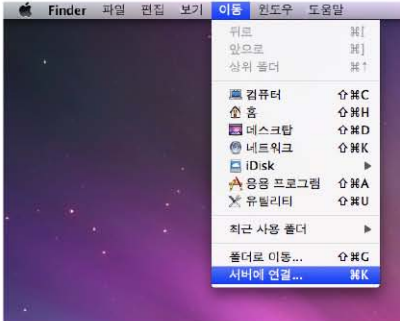 Finder 파일 편집 보기 이동 윈도우 도움말
뒤로 ⌘[
앞으로 ⌘]
상위 폴더 ⌘↑
컴퓨터 ⇧⌘C
홈 ⇧⌘H
데스크탑 ⇧⌘D
네트워크 ⇧⌘K
iDisk ▶
응용 프로그램 ⇧⌘A
유틸리티 ⇧⌘U
최근 사용 폴더 ▶
폴더로 이동... ⇧⌘G
서버에 연결... ⌘K